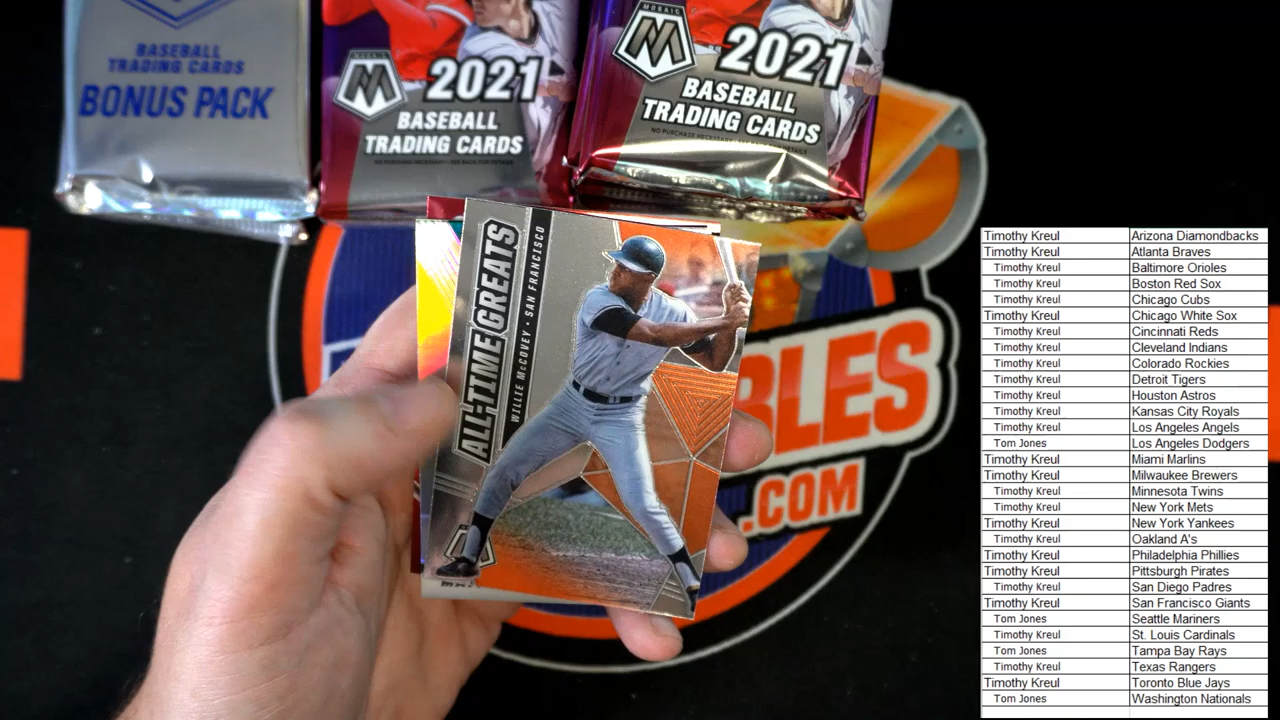 BASEBALL
TRADING CARDS
BONUS PACK
MOSAIC
M
2021
BASEBALL
TRADING CARDS
MOSAIC
M
2021
BASEBALL
TRADING CARDS
ALL-TIME GREATS
WILLIE McCOVEY • SAN FRANCISCO
BLES
.COM
Timothy Kreul Arizona Diamondbacks
Timothy Kreul Atlanta Braves
Timothy Kreul Baltimore Orioles
Timothy Kreul Boston Red Sox
Timothy Kreul Chicago Cubs
Timothy Kreul Chicago White Sox
Timothy Kreul Cincinnati Reds
Timothy Kreul Cleveland Indians
Timothy Kreul Colorado Rockies
Timothy Kreul Detroit Tigers
Timothy Kreul Houston Astros
Timothy Kreul Kansas City Royals
Timothy Kreul Los Angeles Angels
Tom Jones Los Angeles Dodgers
Timothy Kreul Miami Marlins
Timothy Kreul Milwaukee Brewers
Timothy Kreul Minnesota Twins
Timothy Kreul New York Mets
Timothy Kreul New York Yankees
Timothy Kreul Oakland A's
Timothy Kreul Philadelphia Phillies
Timothy Kreul Pittsburgh Pirates
Timothy Kreul San Diego Padres
Timothy Kreul San Francisco Giants
Tom Jones Seattle Mariners
Timothy Kreul St. Louis Cardinals
Tom Jones Tampa Bay Rays
Timothy Kreul Texas Rangers
Timothy Kreul Toronto Blue Jays
Tom Jones Washington Nationals